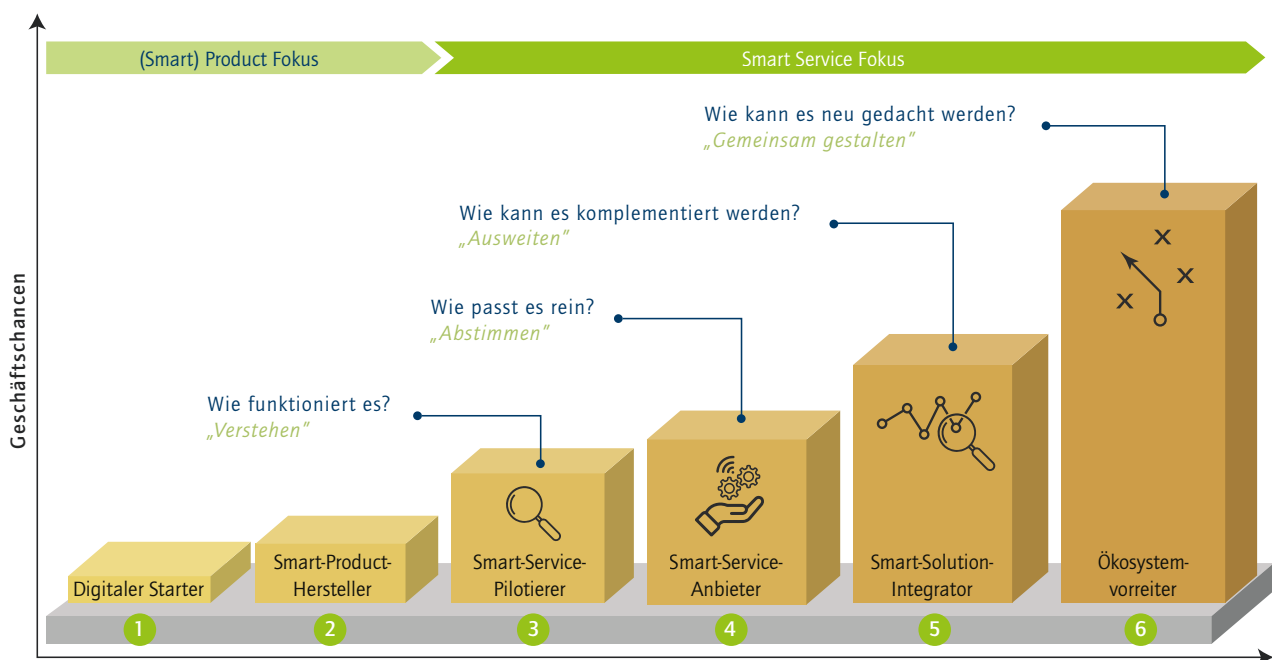 (Smart) Product Fokus
Smart Service Fokus
Wie kann es neu gedacht werden?
„Gemeinsam gestalten“
Wie kann es komplementiert werden?
„Ausweiten“
Wie passt es rein?
„Abstimmen“
Wie funktioniert es?
„Verstehen“
Geschäftschancen
Digitaler Starter
Smart-Product-
Hersteller
Smart-Service-
Pilotierer
Smart-Service-
Anbieter
Smart-Solution-
Integrator
Ökosystem-
vorreiter
1
2
3
4
5
6